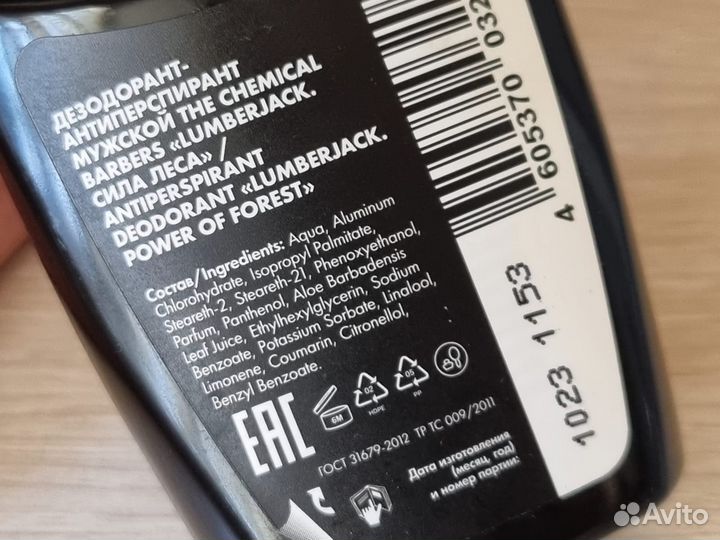 ДЕЗОДОРАНТ-
АНТИПЕРСПИРАНТ
МУЖСКОЙ THE CHEMICAL
BARBERS «LUMBERJACK.
СИЛА ЛЕСА» /
ANTIPERSPIRANT
DEODORANT «LUMBERJACK.
POWER OF FOREST»
Состав/Ingredients: Aqua, Aluminum
Chlorohydrate, Isopropyl Palmitate,
Steareth-2, Steareth-21, Phenoxyethanol,
Parfum, Panthenol, Aloe Barbadensis
Leaf Juice, Ethylhexylglycerin, Sodium
Benzoate, Potassium Sorbate, Linalool,
Limonene, Coumarin, Citronellol,
Benzyl Benzoate.
EAC
6M
02
HDPE
05
PP
ГОСТ 31679-2012 ТР ТС 009/2011
Дата изготовления
(месяц, год)
и номер партии:
4 605370 032
1023 1153
Avito